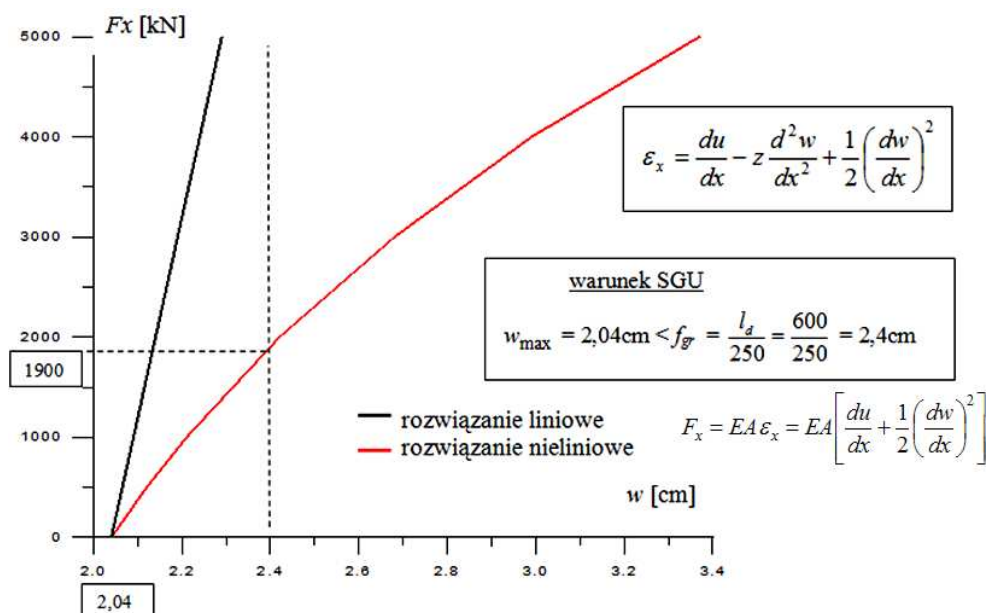 Fx [kN]
5000
4000
3000
2000
1900
1000
0
2.0 2.2 2.4 2.6 2.8 3.0 3.2 3.4
2,04
w [cm]
ε_x = du/dx − z d²w/dx² + 1/2 (dw/dx)²
warunek SGU
w_max = 2,04cm < f_gr = l_d/250 = 600/250 = 2,4cm
rozwiązanie liniowe
rozwiązanie nieliniowe
F_x = EA ε_x = EA[du/dx + 1/2 (dw/dx)²]